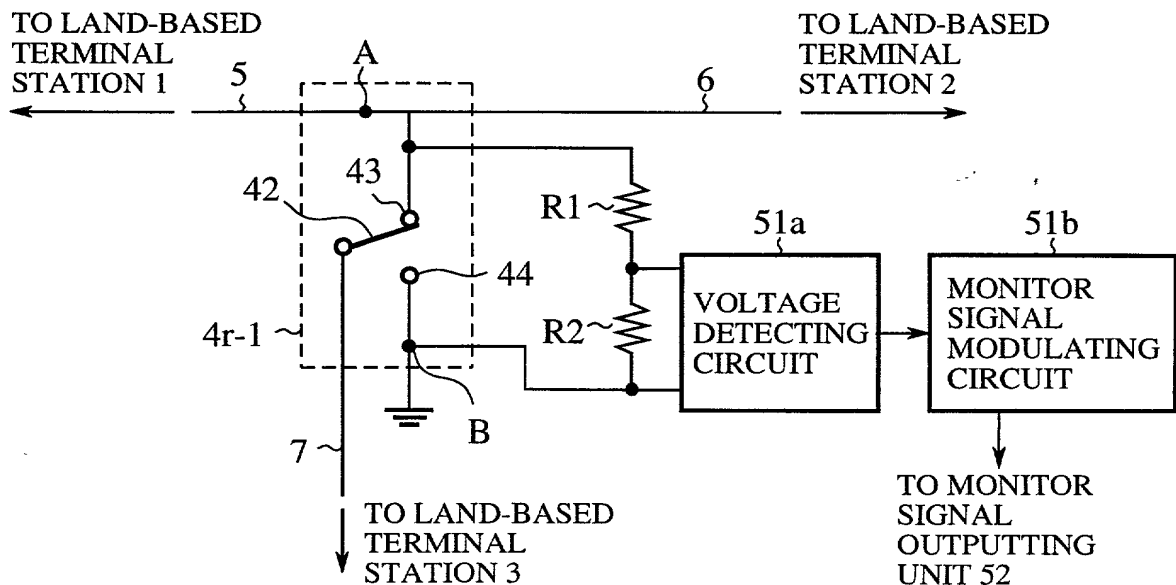 TO LAND-BASED
TERMINAL
STATION 1
A
TO LAND-BASED
TERMINAL
STATION 2
5
6
42
43
R1
51a
51b
44
4r-1
R2
VOLTAGE
DETECTING
CIRCUIT
MONITOR
SIGNAL
MODULATING
CIRCUIT
B
7
TO LAND-BASED
TERMINAL
STATION 3
TO MONITOR
SIGNAL
OUTPUTTING
UNIT 52